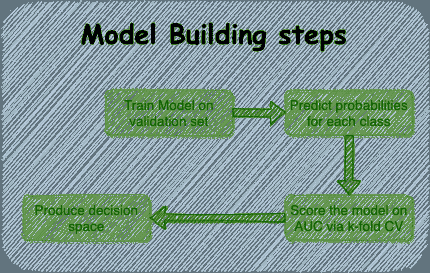 Model Building steps
Train Model on
validation set
Predict probabilities
for each class
Score the model on
AUC via k-fold CV
Produce decision
space